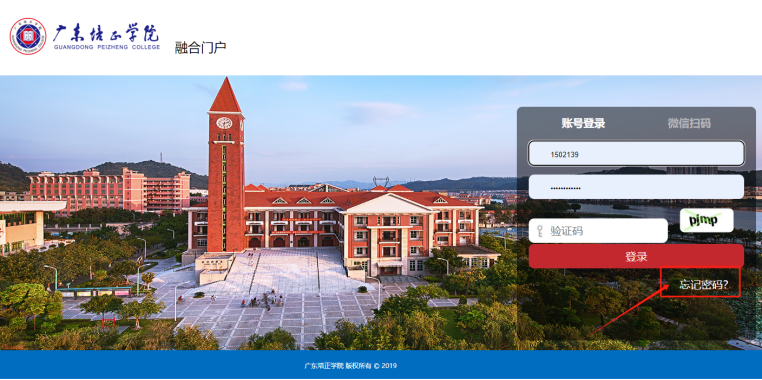 广东培正学院
GUANGDONG PEIZHENG COLLEGE
融合门户
账号登录
微信扫码
1502139
验证码
pjmp
登录
忘记密码?
广东培正学院 版权所有 © 2019